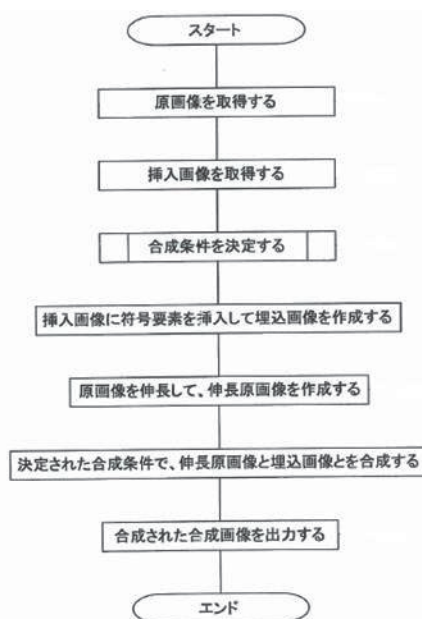 スタート
原画像を取得する
挿入画像を取得する
合成条件を決定する
挿入画像に符号要素を挿入して埋込画像を作成する
原画像を伸長して、伸長原画像を作成する
決定された合成条件で、伸長原画像と埋込画像とを合成する
合成された合成画像を出力する
エンド